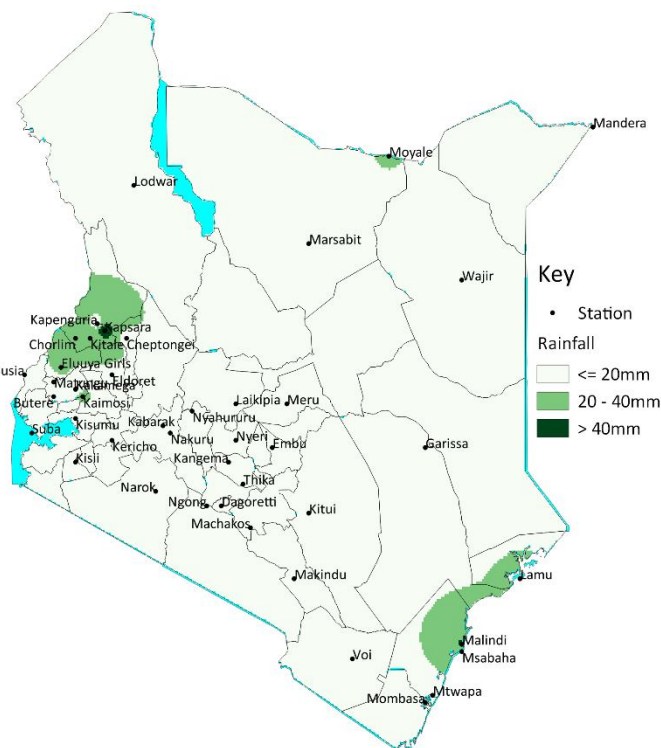 Mandera
Moyale
Lodwar
Marsabit
Wajir
Key
Station
Kapenguria
Kapsara
Rainfall
Chorlim
Kitale
Cheptongei
<= 20mm
usia
Eluuya Girls
Eldoret
20 - 40mm
Butere
Kaimosi
Laikipia
Meru
> 40mm
Suba
Kisumu
Kabarak
Nyahururu
Nakuru
Nyeri
Embu
Garissa
Kericho
Kisii
Kangema
Thika
Narok
Ngong
Dagoretti
Kitui
Machakos
Makindu
Lamu
Malindi
Msabaha
Voi
Mtwapa
Mombasa